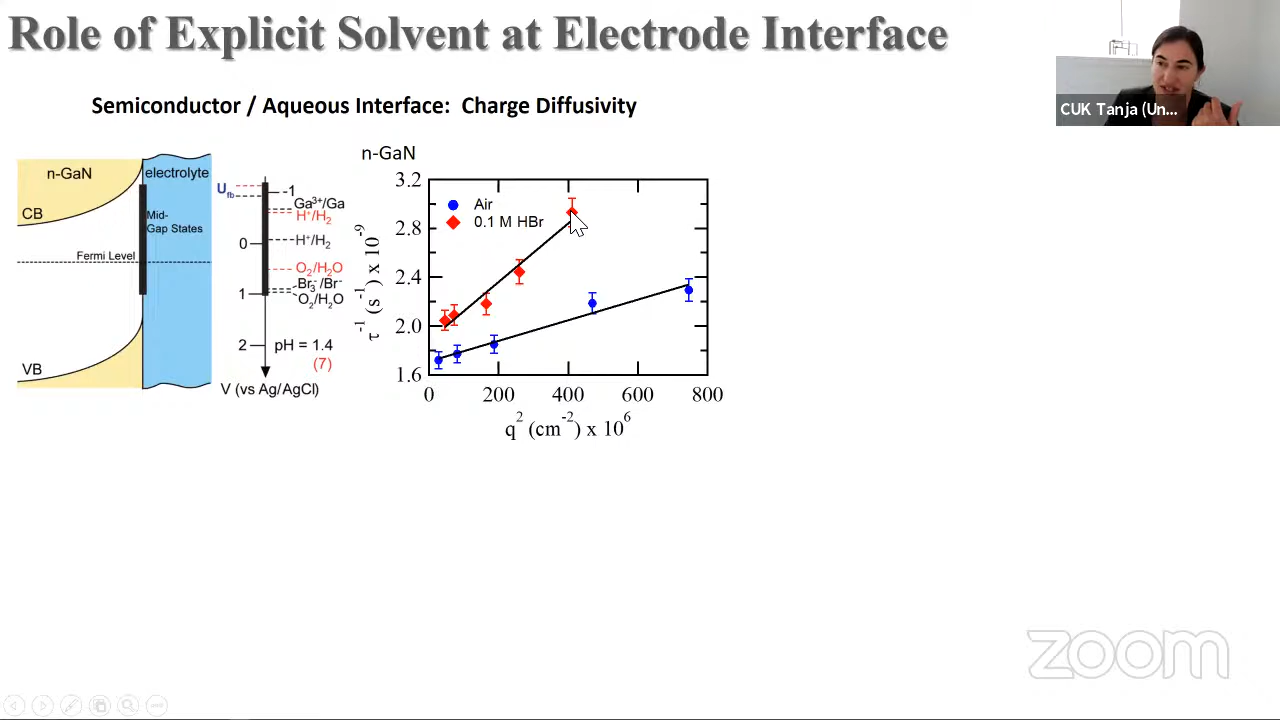 Role of Explicit Solvent at Electrode Interface
CUK Tanja (Un...
Semiconductor / Aqueous Interface: Charge Diffusivity
n-GaN
electrolyte
CB
Mid-
Gap States
Fermi Level
VB
U_fb
-1
0
1
2
Ga³⁺/Ga
H⁺/H₂
H⁺/H₂
O₂/H₂O
Br₃⁻/Br⁻
O₂/H₂O
pH = 1.4
(7)
V (vs Ag/AgCl)
n-GaN
3.2
2.8
2.4
2.0
1.6
Air
0.1 M HBr
τ⁻¹ (s⁻¹) x 10⁻⁹
0 200 400 600 800
q² (cm⁻²) x 10⁶
zoom